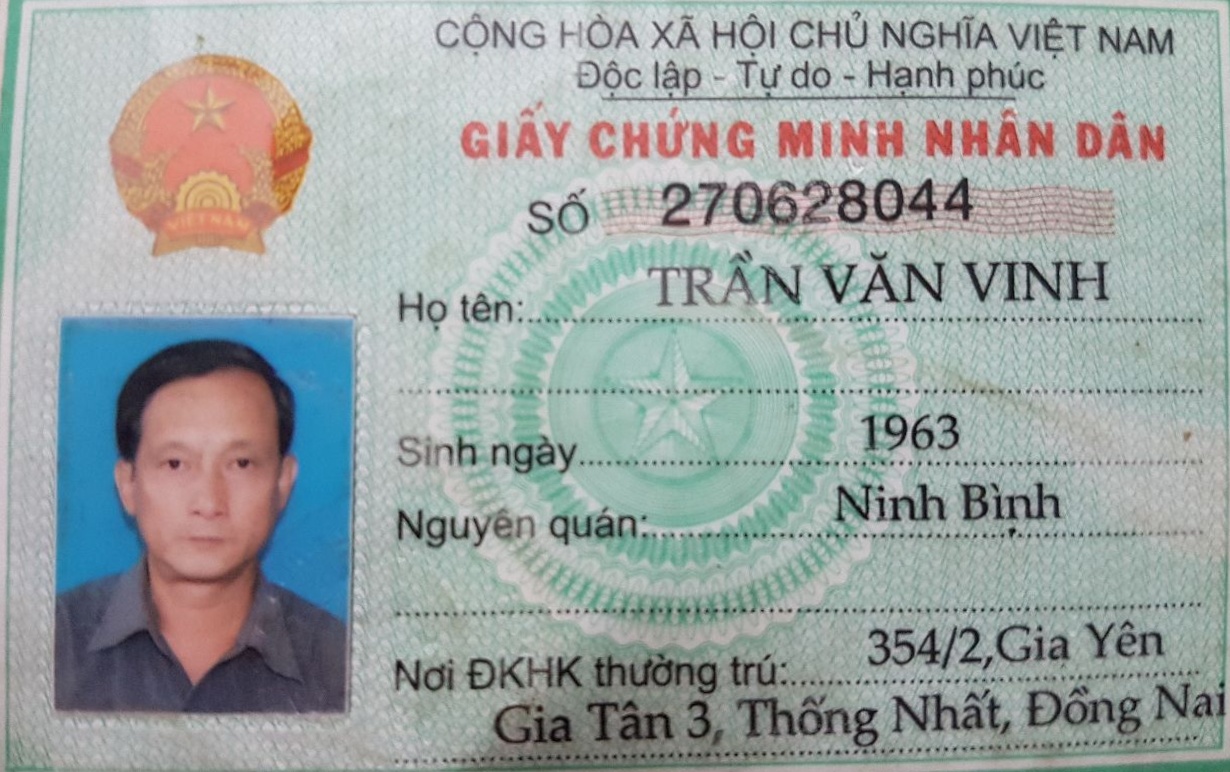 CỘNG HÒA XÃ HỘI CHỦ NGHĨA VIỆT NAM
Độc lập - Tự do - Hạnh phúc
GIẤY CHỨNG MINH NHÂN DÂN
SỐ 270628044
Họ tên: TRẦN VĂN VINH
Sinh ngày 1963
Nguyên quán: Ninh Bình
Nơi ĐKHK thường trú: 354/2,Gia Yên
Gia Tân 3, Thống Nhất, Đồng Nai
VIỆT NAM